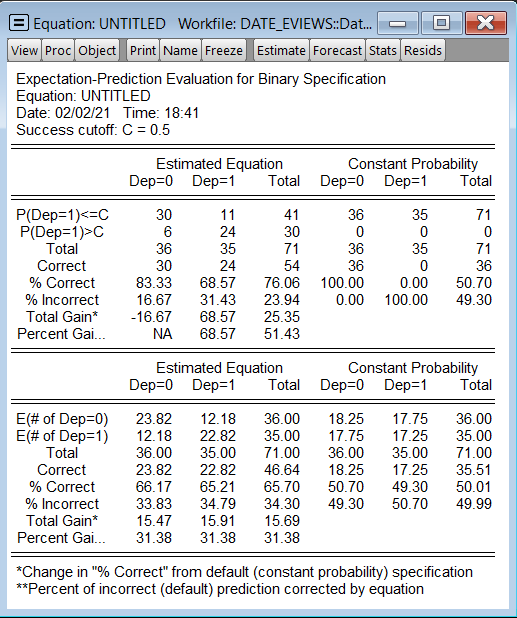 Equation: UNTITLED Workfile: DATE_EVIEWS::Dat...
View Proc Object Print Name Freeze Estimate Forecast Stats Resids
Expectation-Prediction Evaluation for Binary Specification
Equation: UNTITLED
Date: 02/02/21 Time: 18:41
Success cutoff: C = 0.5
Estimated Equation Constant Probability
Dep=0 Dep=1 Total Dep=0 Dep=1 Total
P(Dep=1)<=C 30 11 41 36 35 71
P(Dep=1)>C 6 24 30 0 0 0
Total 36 35 71 36 35 71
Correct 30 24 54 36 0 36
% Correct 83.33 68.57 76.06 100.00 0.00 50.70
% Incorrect 16.67 31.43 23.94 0.00 100.00 49.30
Total Gain* -16.67 68.57 25.35
Percent Gai... NA 68.57 51.43
Estimated Equation Constant Probability
Dep=0 Dep=1 Total Dep=0 Dep=1 Total
E(# of Dep=0) 23.82 12.18 36.00 18.25 17.75 36.00
E(# of Dep=1) 12.18 22.82 35.00 17.75 17.25 35.00
Total 36.00 35.00 71.00 36.00 35.00 71.00
Correct 23.82 22.82 46.64 18.25 17.25 35.51
% Correct 66.17 65.21 65.70 50.70 49.30 50.01
% Incorrect 33.83 34.79 34.30 49.30 50.70 49.99
Total Gain* 15.47 15.91 15.69
Percent Gai... 31.38 31.38 31.38
*Change in "% Correct" from default (constant probability) specification
**Percent of incorrect (default) prediction corrected by equation